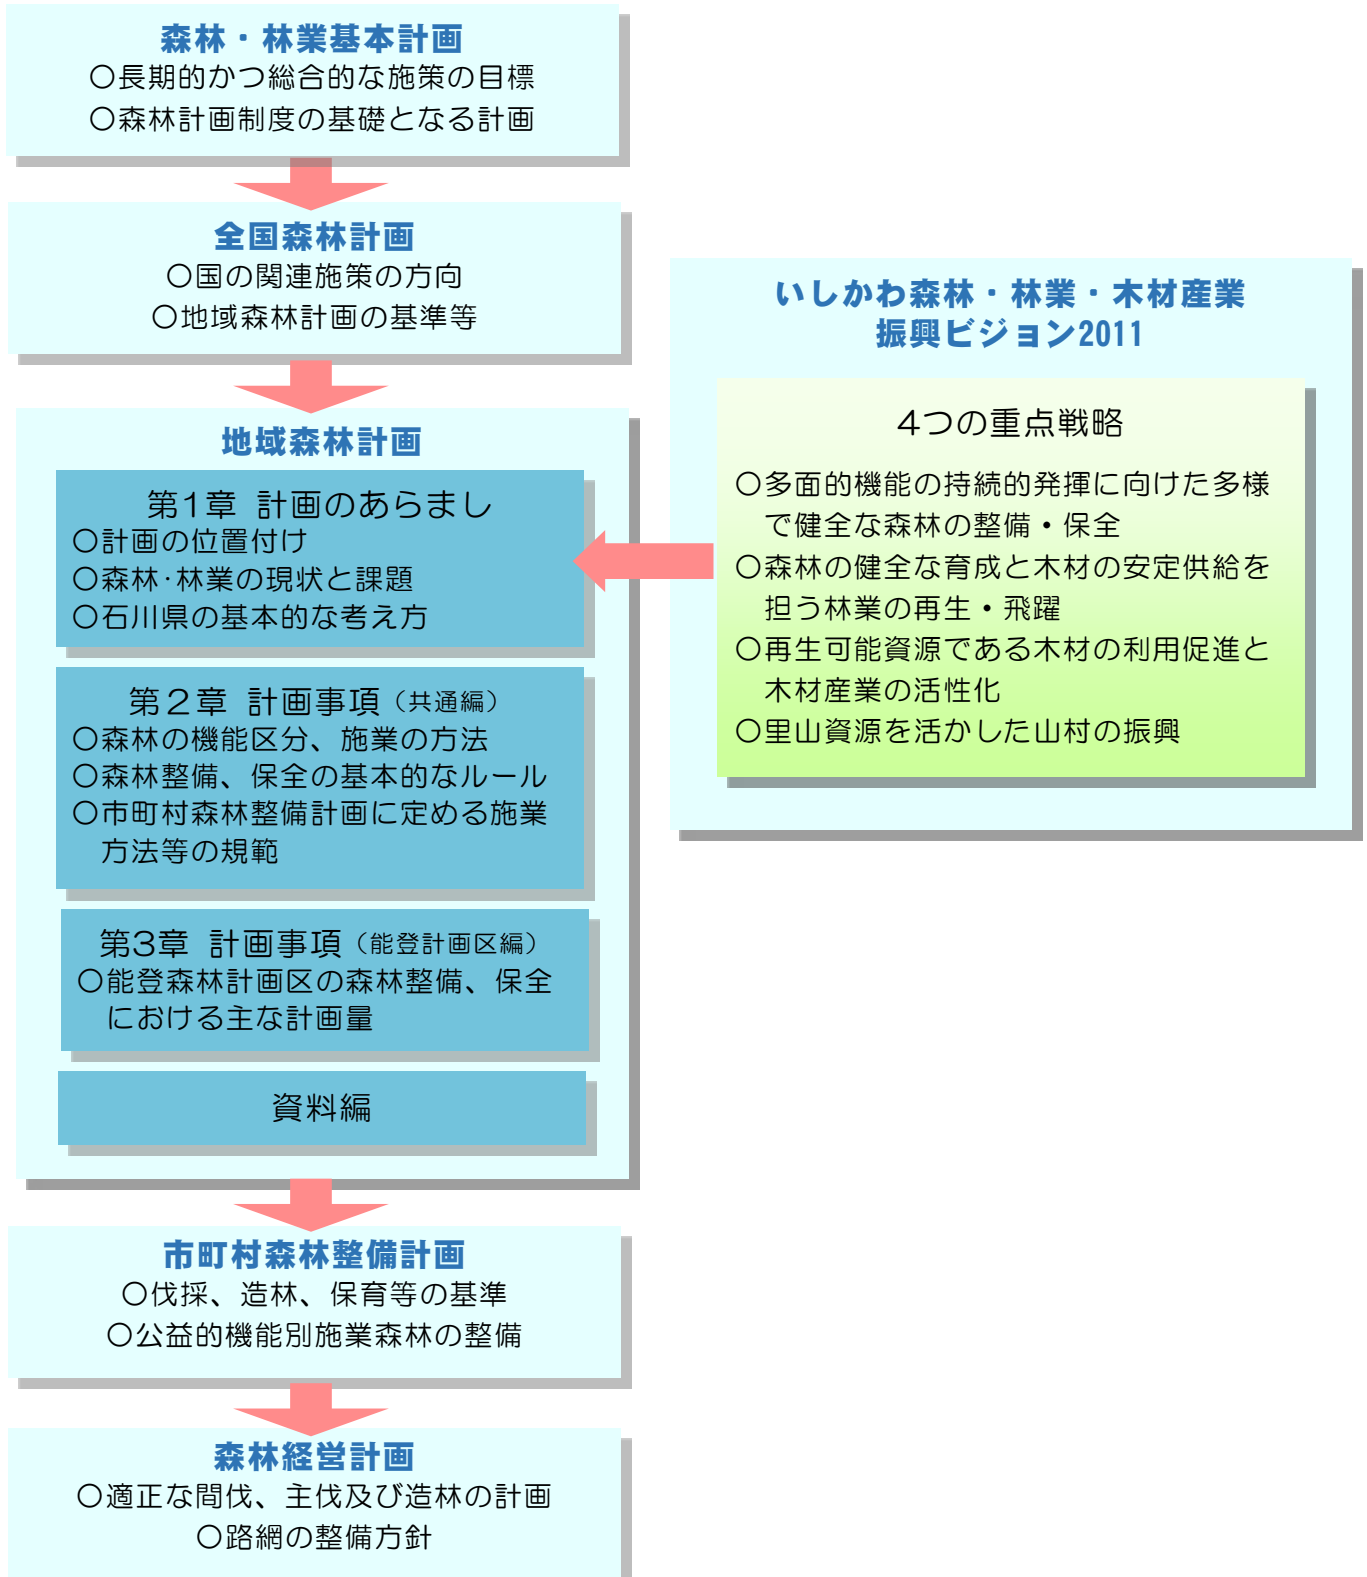 森林・林業基本計画
○長期的かつ総合的な施策の目標
○森林計画制度の基礎となる計画
全国森林計画
○国の関連施策の方向
○地域森林計画の基準等
地域森林計画
第1章 計画のあらまし
○計画の位置付け
○森林・林業の現状と課題
○石川県の基本的な考え方
第2章 計画事項（共通編）
○森林の機能区分、施業の方法
○森林整備、保全の基本的なルール
○市町村森林整備計画に定める施業
方法等の規範
第3章 計画事項（能登計画区編）
○能登森林計画区の森林整備、保全
における主な計画量
資料編
いしかわ森林・林業・木材産業
振興ビジョン2011
4つの重点戦略
○多面的機能の持続的発揮に向けた多様
で健全な森林の整備・保全
○森林の健全な育成と木材の安定供給を
担う林業の再生・飛躍
○再生可能資源である木材の利用促進と
木材産業の活性化
○里山資源を活かした山村の振興
市町村森林整備計画
○伐採、造林、保育等の基準
○公益的機能別施業森林の整備
森林経営計画
○適正な間伐、主伐及び造林の計画
○路網の整備方針